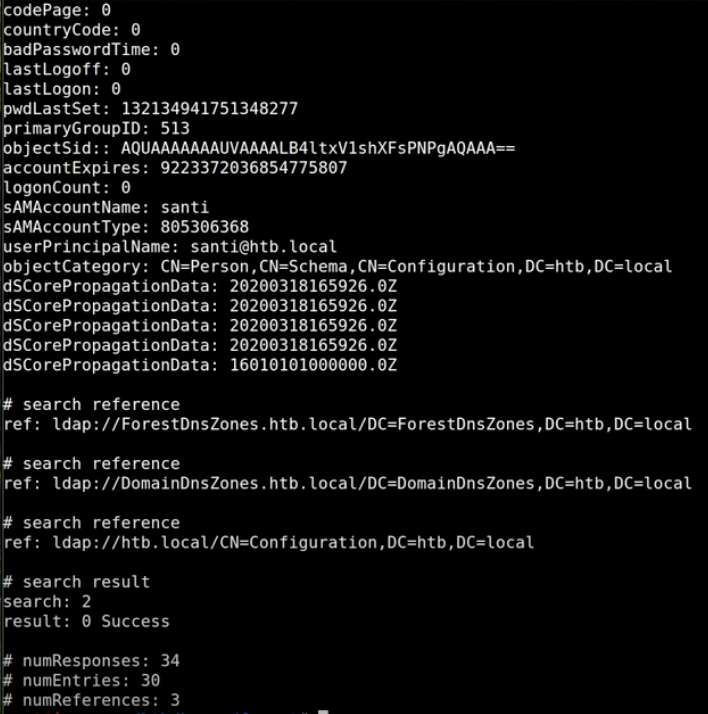 codePage: 0
countryCode: 0
badPasswordTime: 0
lastLogoff: 0
lastLogon: 0
pwdLastSet: 132134941751348277
primaryGroupID: 513
objectSid:: AQUAAAAAAAUVAAAALB4ltxV1shXFsPNPgAQAAA==
accountExpires: 9223372036854775807
logonCount: 0
sAMAccountName: santi
sAMAccountType: 805306368
userPrincipalName: santi@htb.local
objectCategory: CN=Person,CN=Schema,CN=Configuration,DC=htb,DC=local
dSCorePropagationData: 20200318165926.0Z
dSCorePropagationData: 20200318165926.0Z
dSCorePropagationData: 20200318165926.0Z
dSCorePropagationData: 20200318165926.0Z
dSCorePropagationData: 16010101000000.0Z
# search reference
ref: ldap://ForestDnsZones.htb.local/DC=ForestDnsZones,DC=htb,DC=local
# search reference
ref: ldap://DomainDnsZones.htb.local/DC=DomainDnsZones,DC=htb,DC=local
# search reference
ref: ldap://htb.local/CN=Configuration,DC=htb,DC=local
# search result
search: 2
result: 0 Success
# numResponses: 34
# numEntries: 30
# numReferences: 3